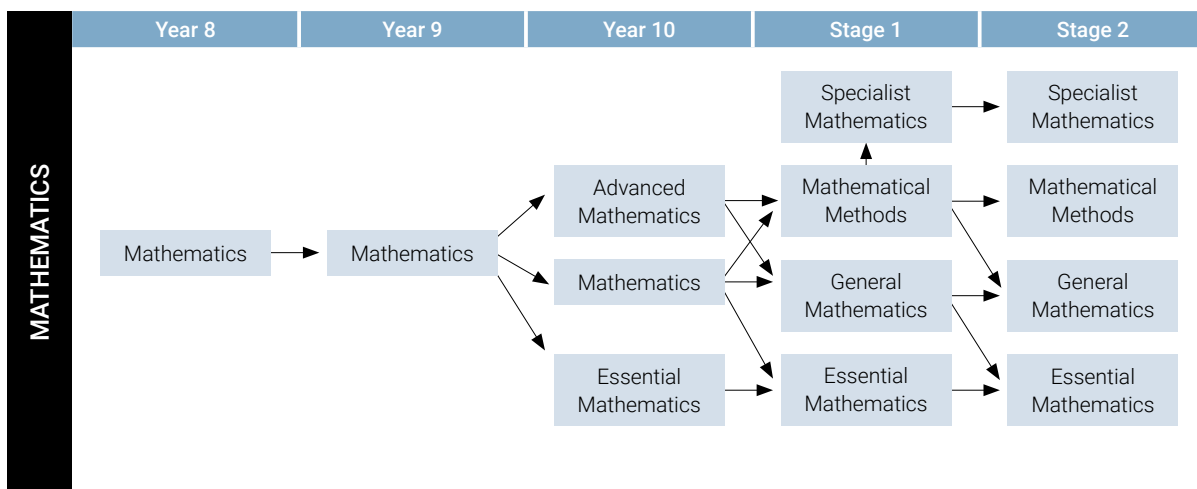 Year 8
Year 9
Year 10
Stage 1
Stage 2
MATHEMATICS
Specialist
Mathematics
Specialist
Mathematics
Advanced
Mathematics
Mathematical
Methods
Mathematical
Methods
Mathematics
Mathematics
Mathematics
General
Mathematics
General
Mathematics
Essential
Mathematics
Essential
Mathematics
Essential
Mathematics